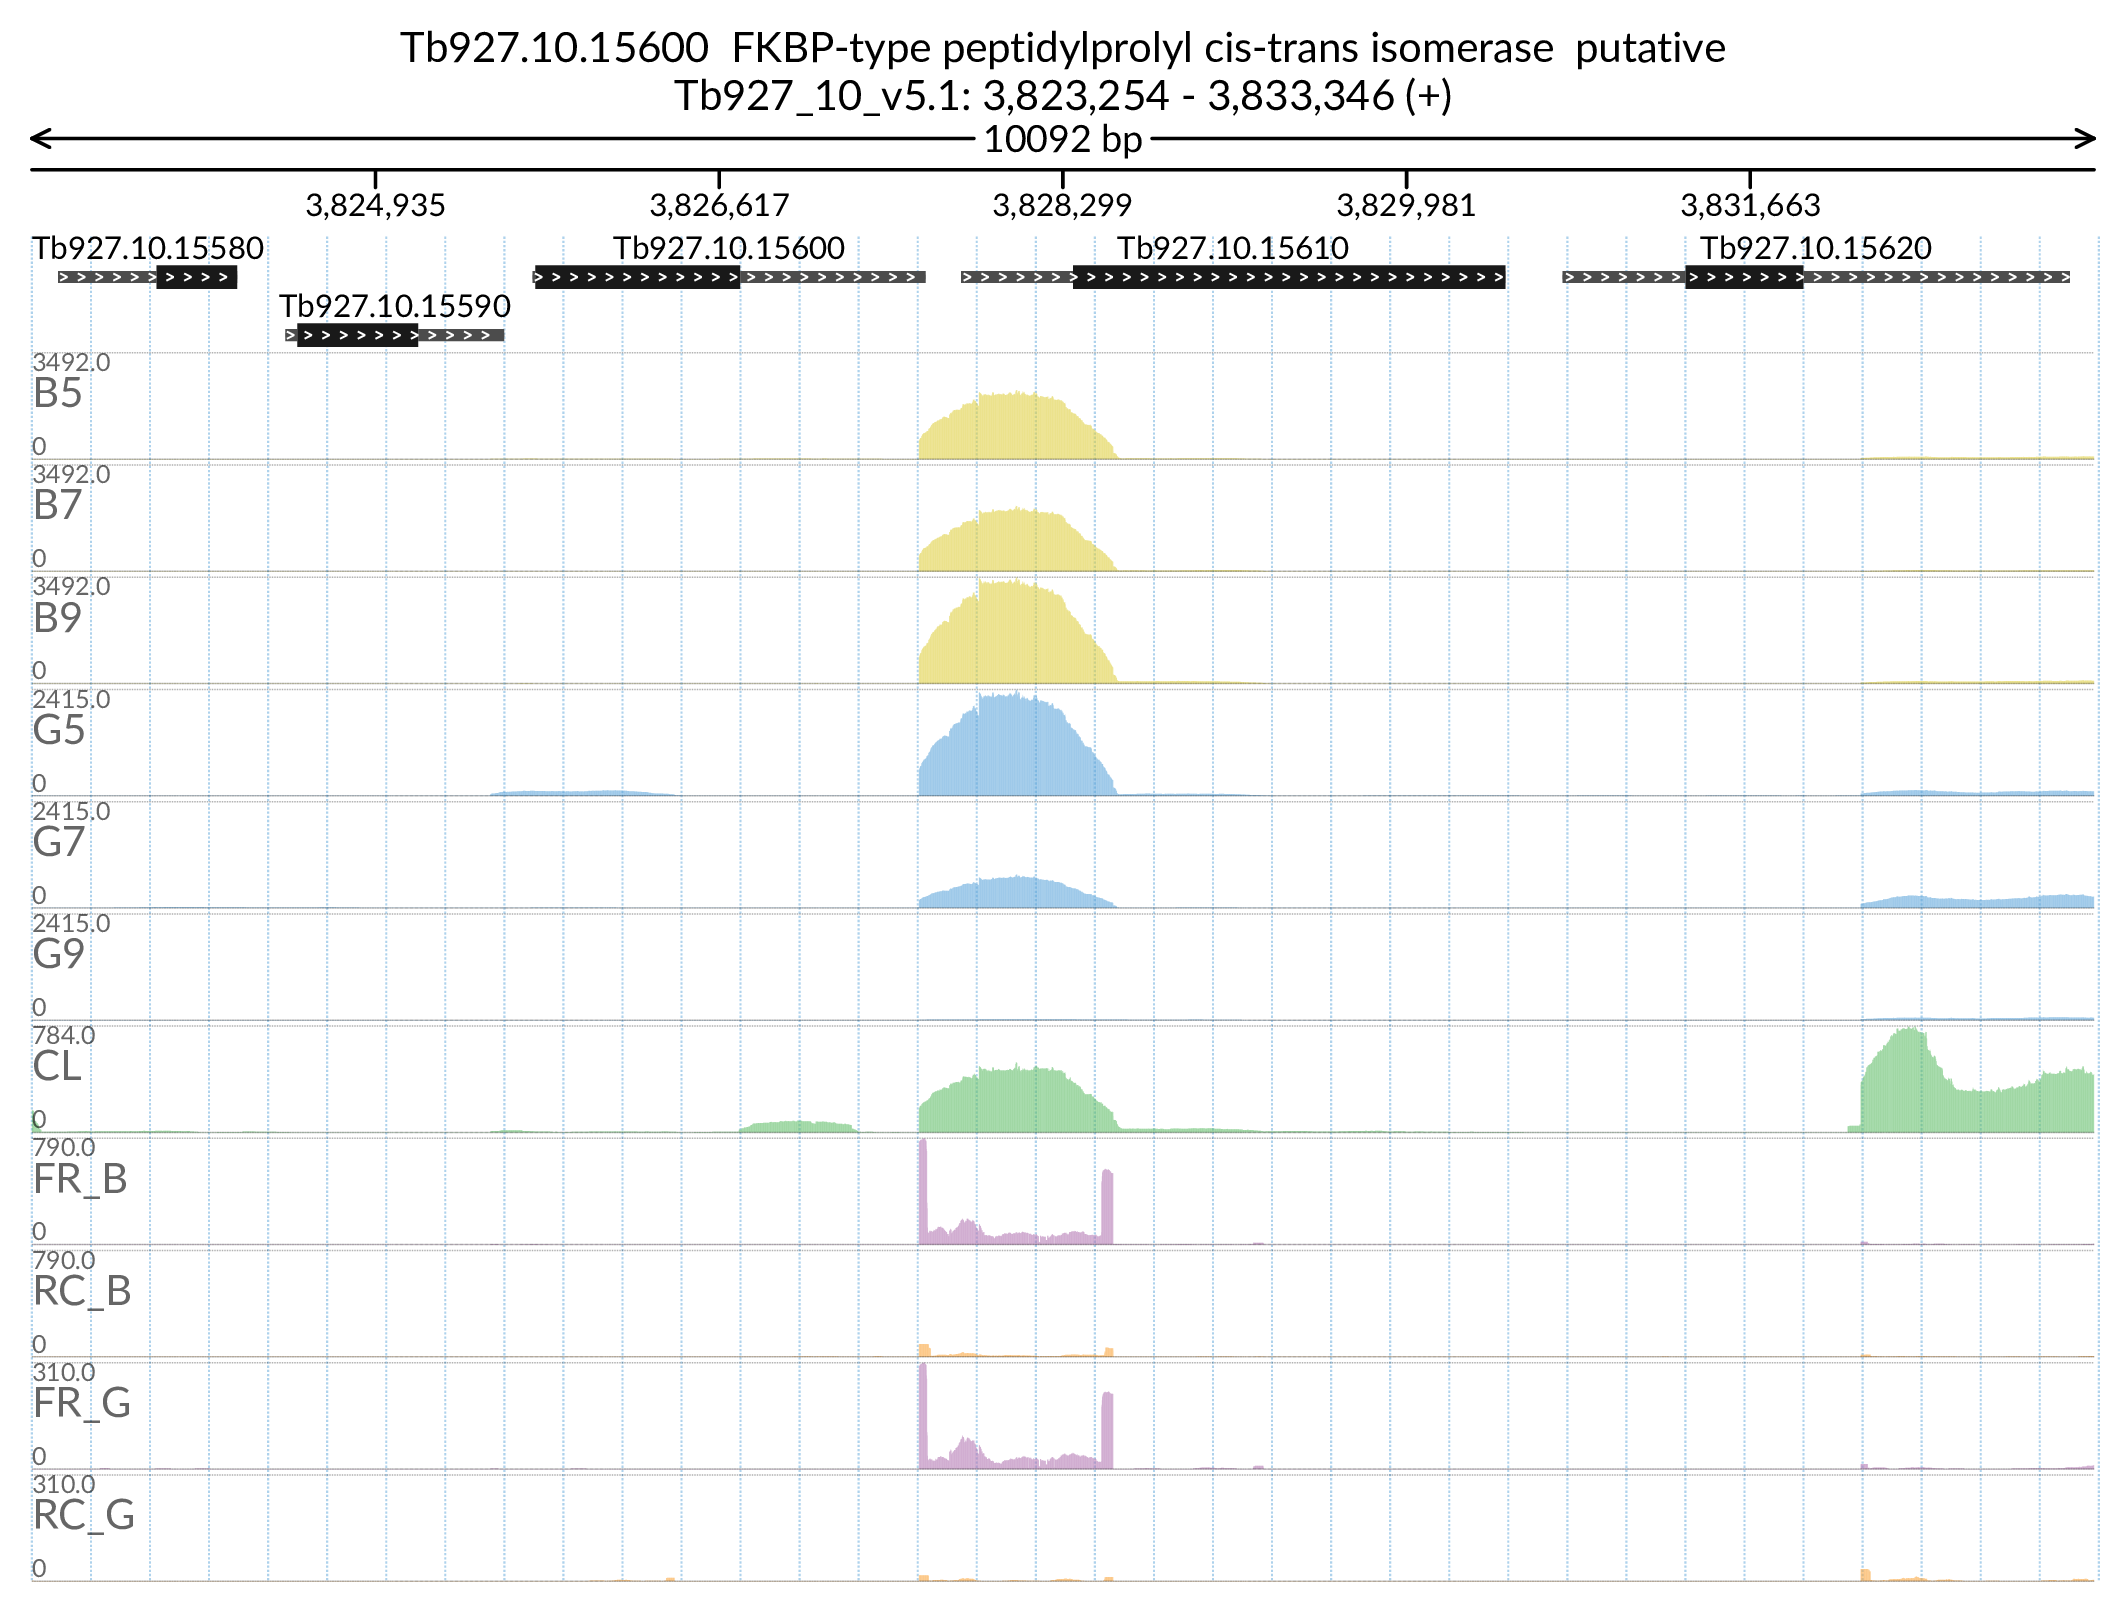 Tb927.10.15600  FKBP-type peptidylprolyl cis-trans isomerase  putative
Tb927_10_v5.1: 3,823,254 - 3,833,346 (+)
10092 bp
3,824,935 3,826,617 3,828,299 3,829,981 3,831,663
Tb927.10.15580 Tb927.10.15600 Tb927.10.15610 Tb927.10.15620
Tb927.10.15590
3492.0
B5
0
3492.0
B7
0
3492.0
B9
0
2415.0
G5
0
2415.0
G7
0
2415.0
G9
0
784.0
CL
0
790.0
FR_B
0
790.0
RC_B
0
310.0
FR_G
0
310.0
RC_G
0